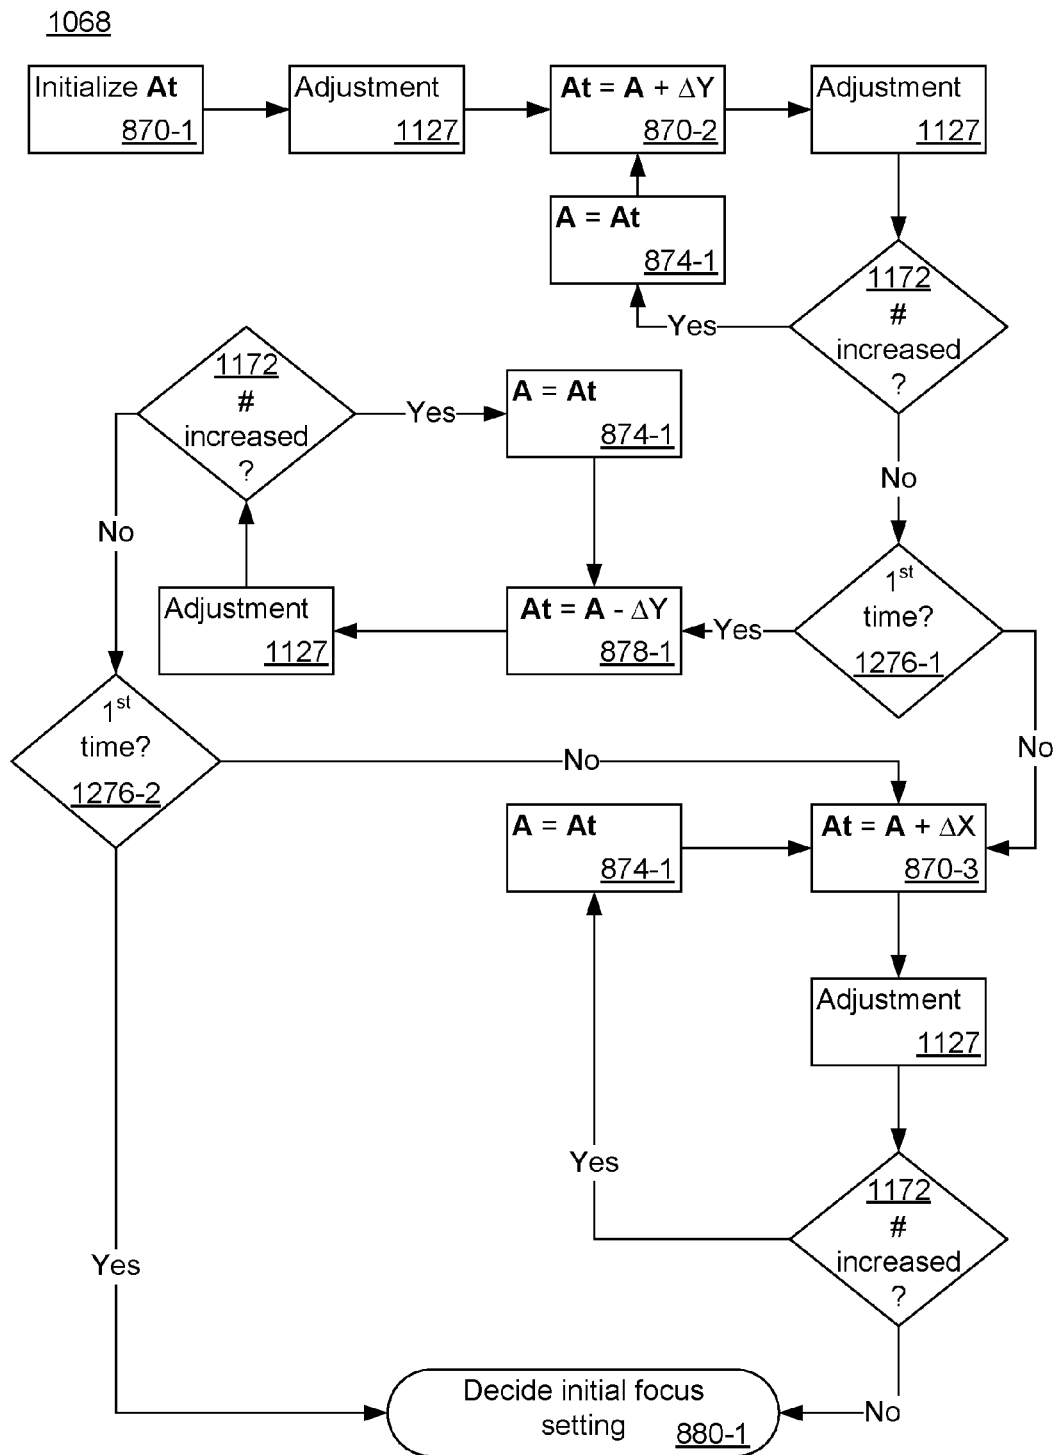 1068
Initialize At
870-1
Adjustment
1127
At = A + ΔY
870-2
Adjustment
1127
A = At
874-1
Yes
1172
#
increased
?
1172
#
increased
?
Yes
A = At
874-1
No
No
Adjustment
1127
At = A - ΔY
878-1
Yes
1st
time?
1276-1
No
1st
time?
1276-2
No
A = At
874-1
At = A + ΔX
870-3
Adjustment
1127
Yes
1172
#
increased
?
Yes
Decide initial focus
setting 880-1
No